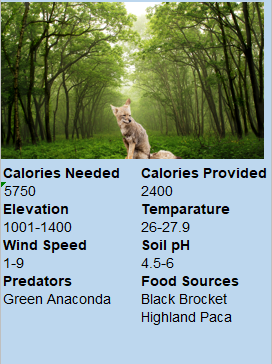 Calories Needed Calories Provided
5750 2400
Elevation Temparature
1001-1400 26-27.9
Wind Speed Soil pH
1-9 4.5-6
Predators Food Sources
Green Anaconda Black Brocket
Highland Paca